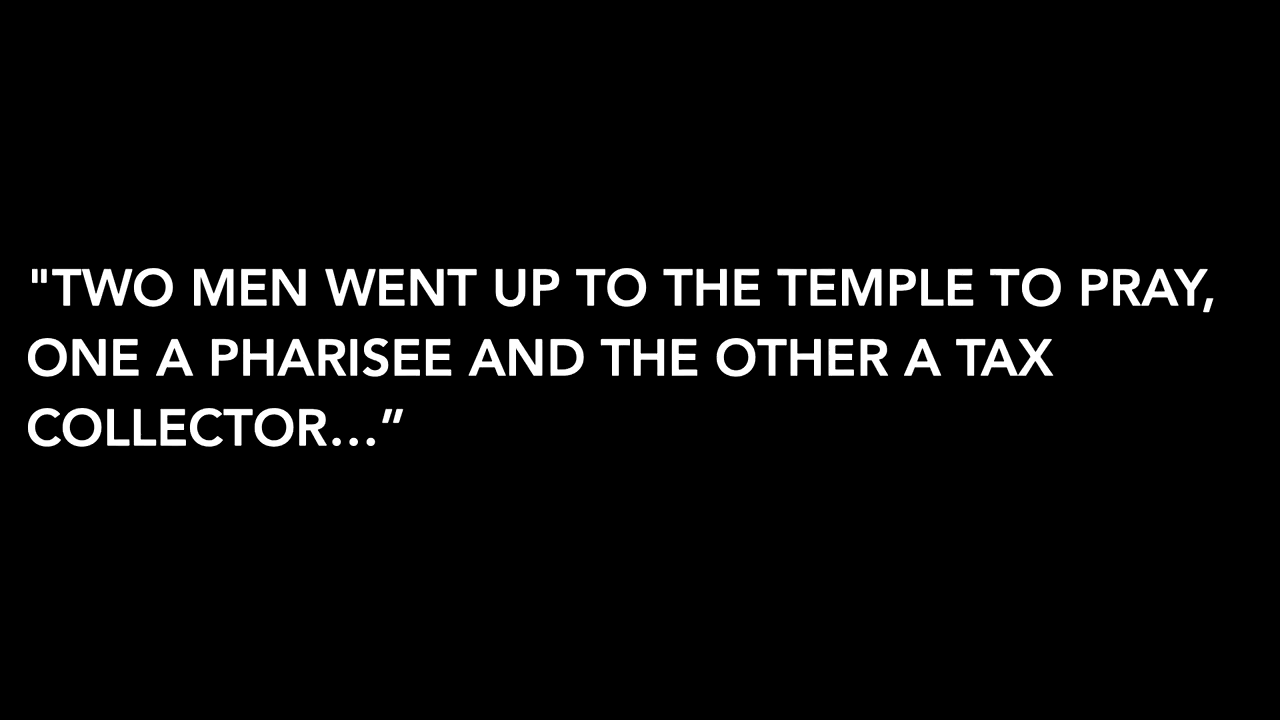 "TWO MEN WENT UP TO THE TEMPLE TO PRAY,
ONE A PHARISEE AND THE OTHER A TAX
COLLECTOR…”